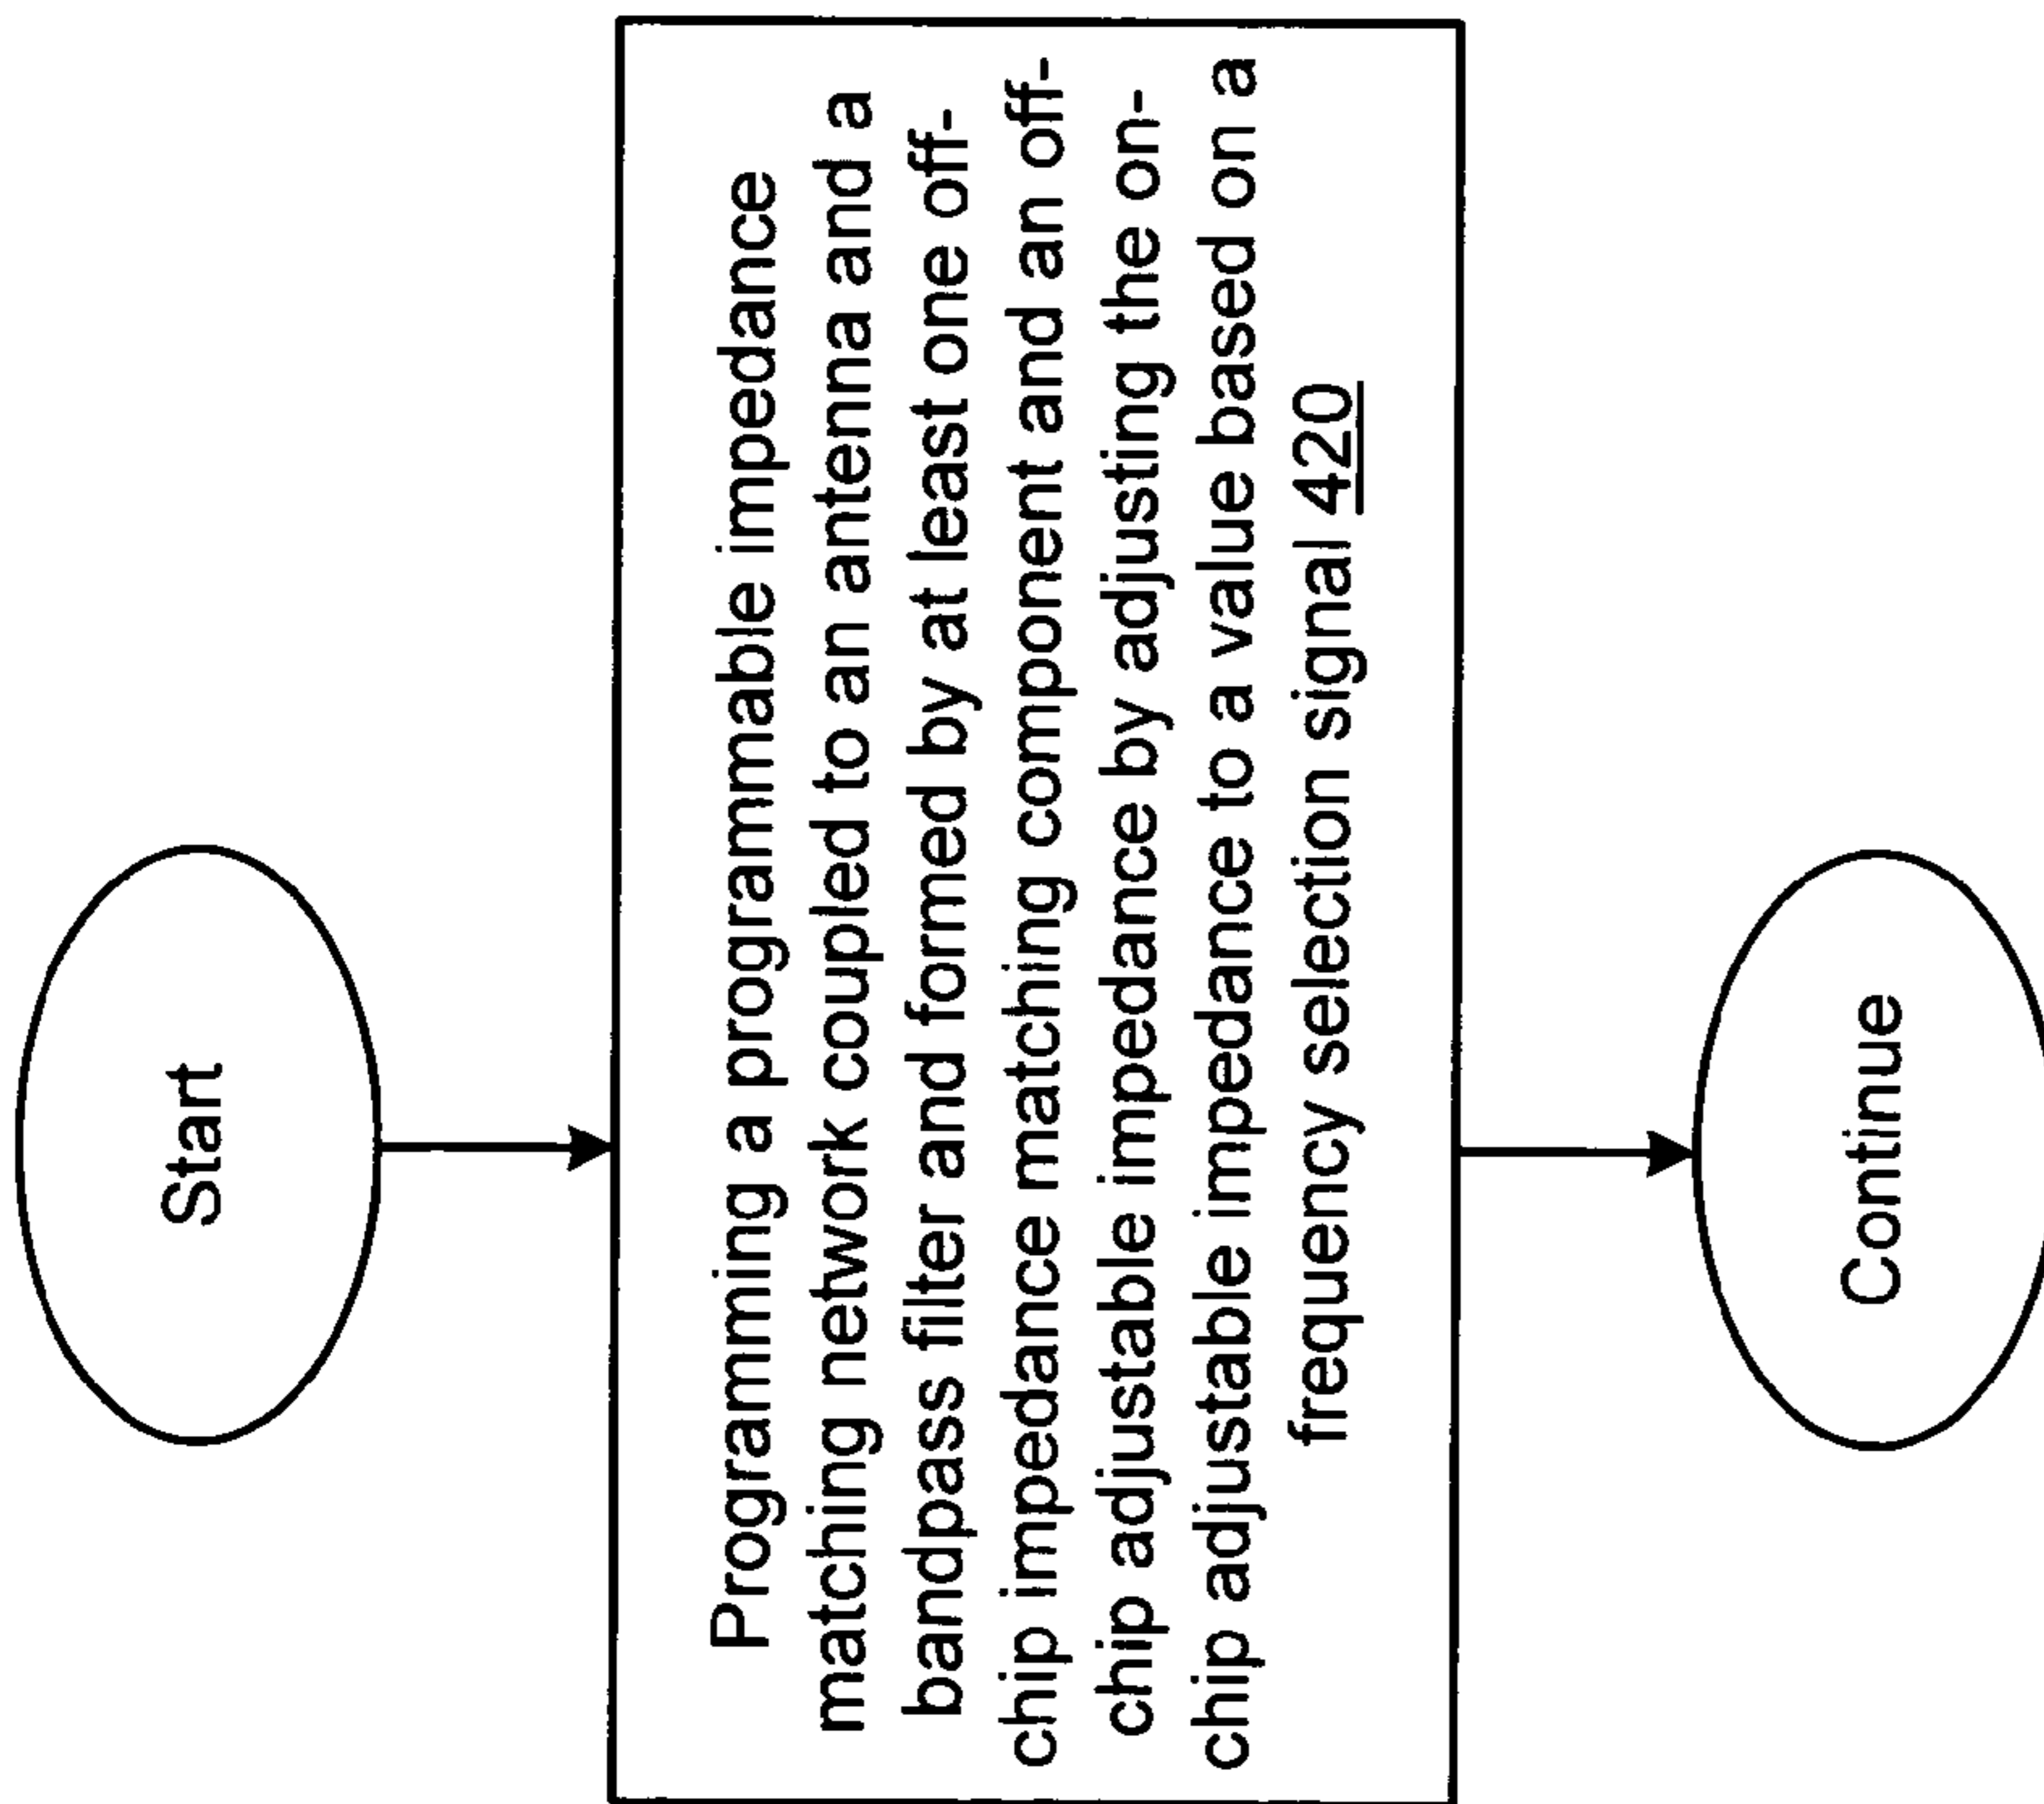 Start
Programming a programmable impedance
matching network coupled to an antenna and a
bandpass filter and formed by at least one off-
chip impedance matching component and an off-
chip adjustable impedance by adjusting the on-
chip adjustable impedance to a value based on a
frequency selection signal 420
Continue